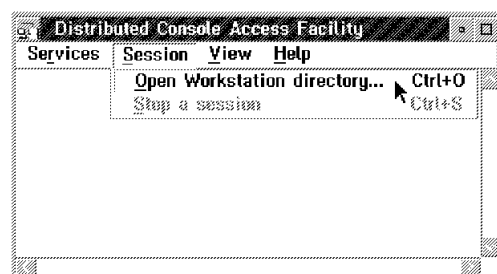 Distributed Console Access Facility
Services Session View Help
Open Workstation directory... Ctrl+O
Stop a session Ctrl+S